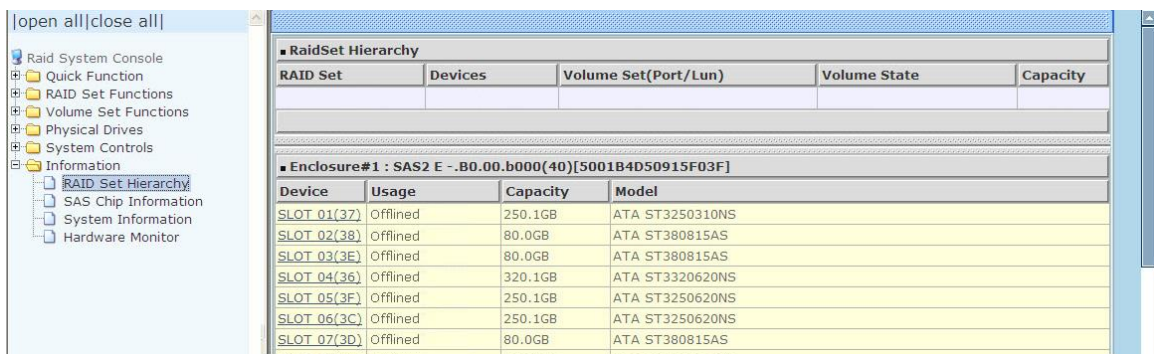 |open all|close all|
Raid System Console
Quick Function
RAID Set Functions
Volume Set Functions
Physical Drives
System Controls
Information
RAID Set Hierarchy
SAS Chip Information
System Information
Hardware Monitor
RaidSet Hierarchy
RAID Set Devices Volume Set(Port/Lun) Volume State Capacity
Enclosure#1 : SAS2 E -.B0.00.b000(40)[5001B4D50915F03F]
Device Usage Capacity Model
SLOT 01(37) Offlined 250.1GB ATA ST3250310NS
SLOT 02(38) Offlined 80.0GB ATA ST380815AS
SLOT 03(3E) Offlined 80.0GB ATA ST380815AS
SLOT 04(36) Offlined 320.1GB ATA ST3320620NS
SLOT 05(3F) Offlined 250.1GB ATA ST3250620NS
SLOT 06(3C) Offlined 250.1GB ATA ST3250620NS
SLOT 07(3D) Offlined 80.0GB ATA ST380815AS